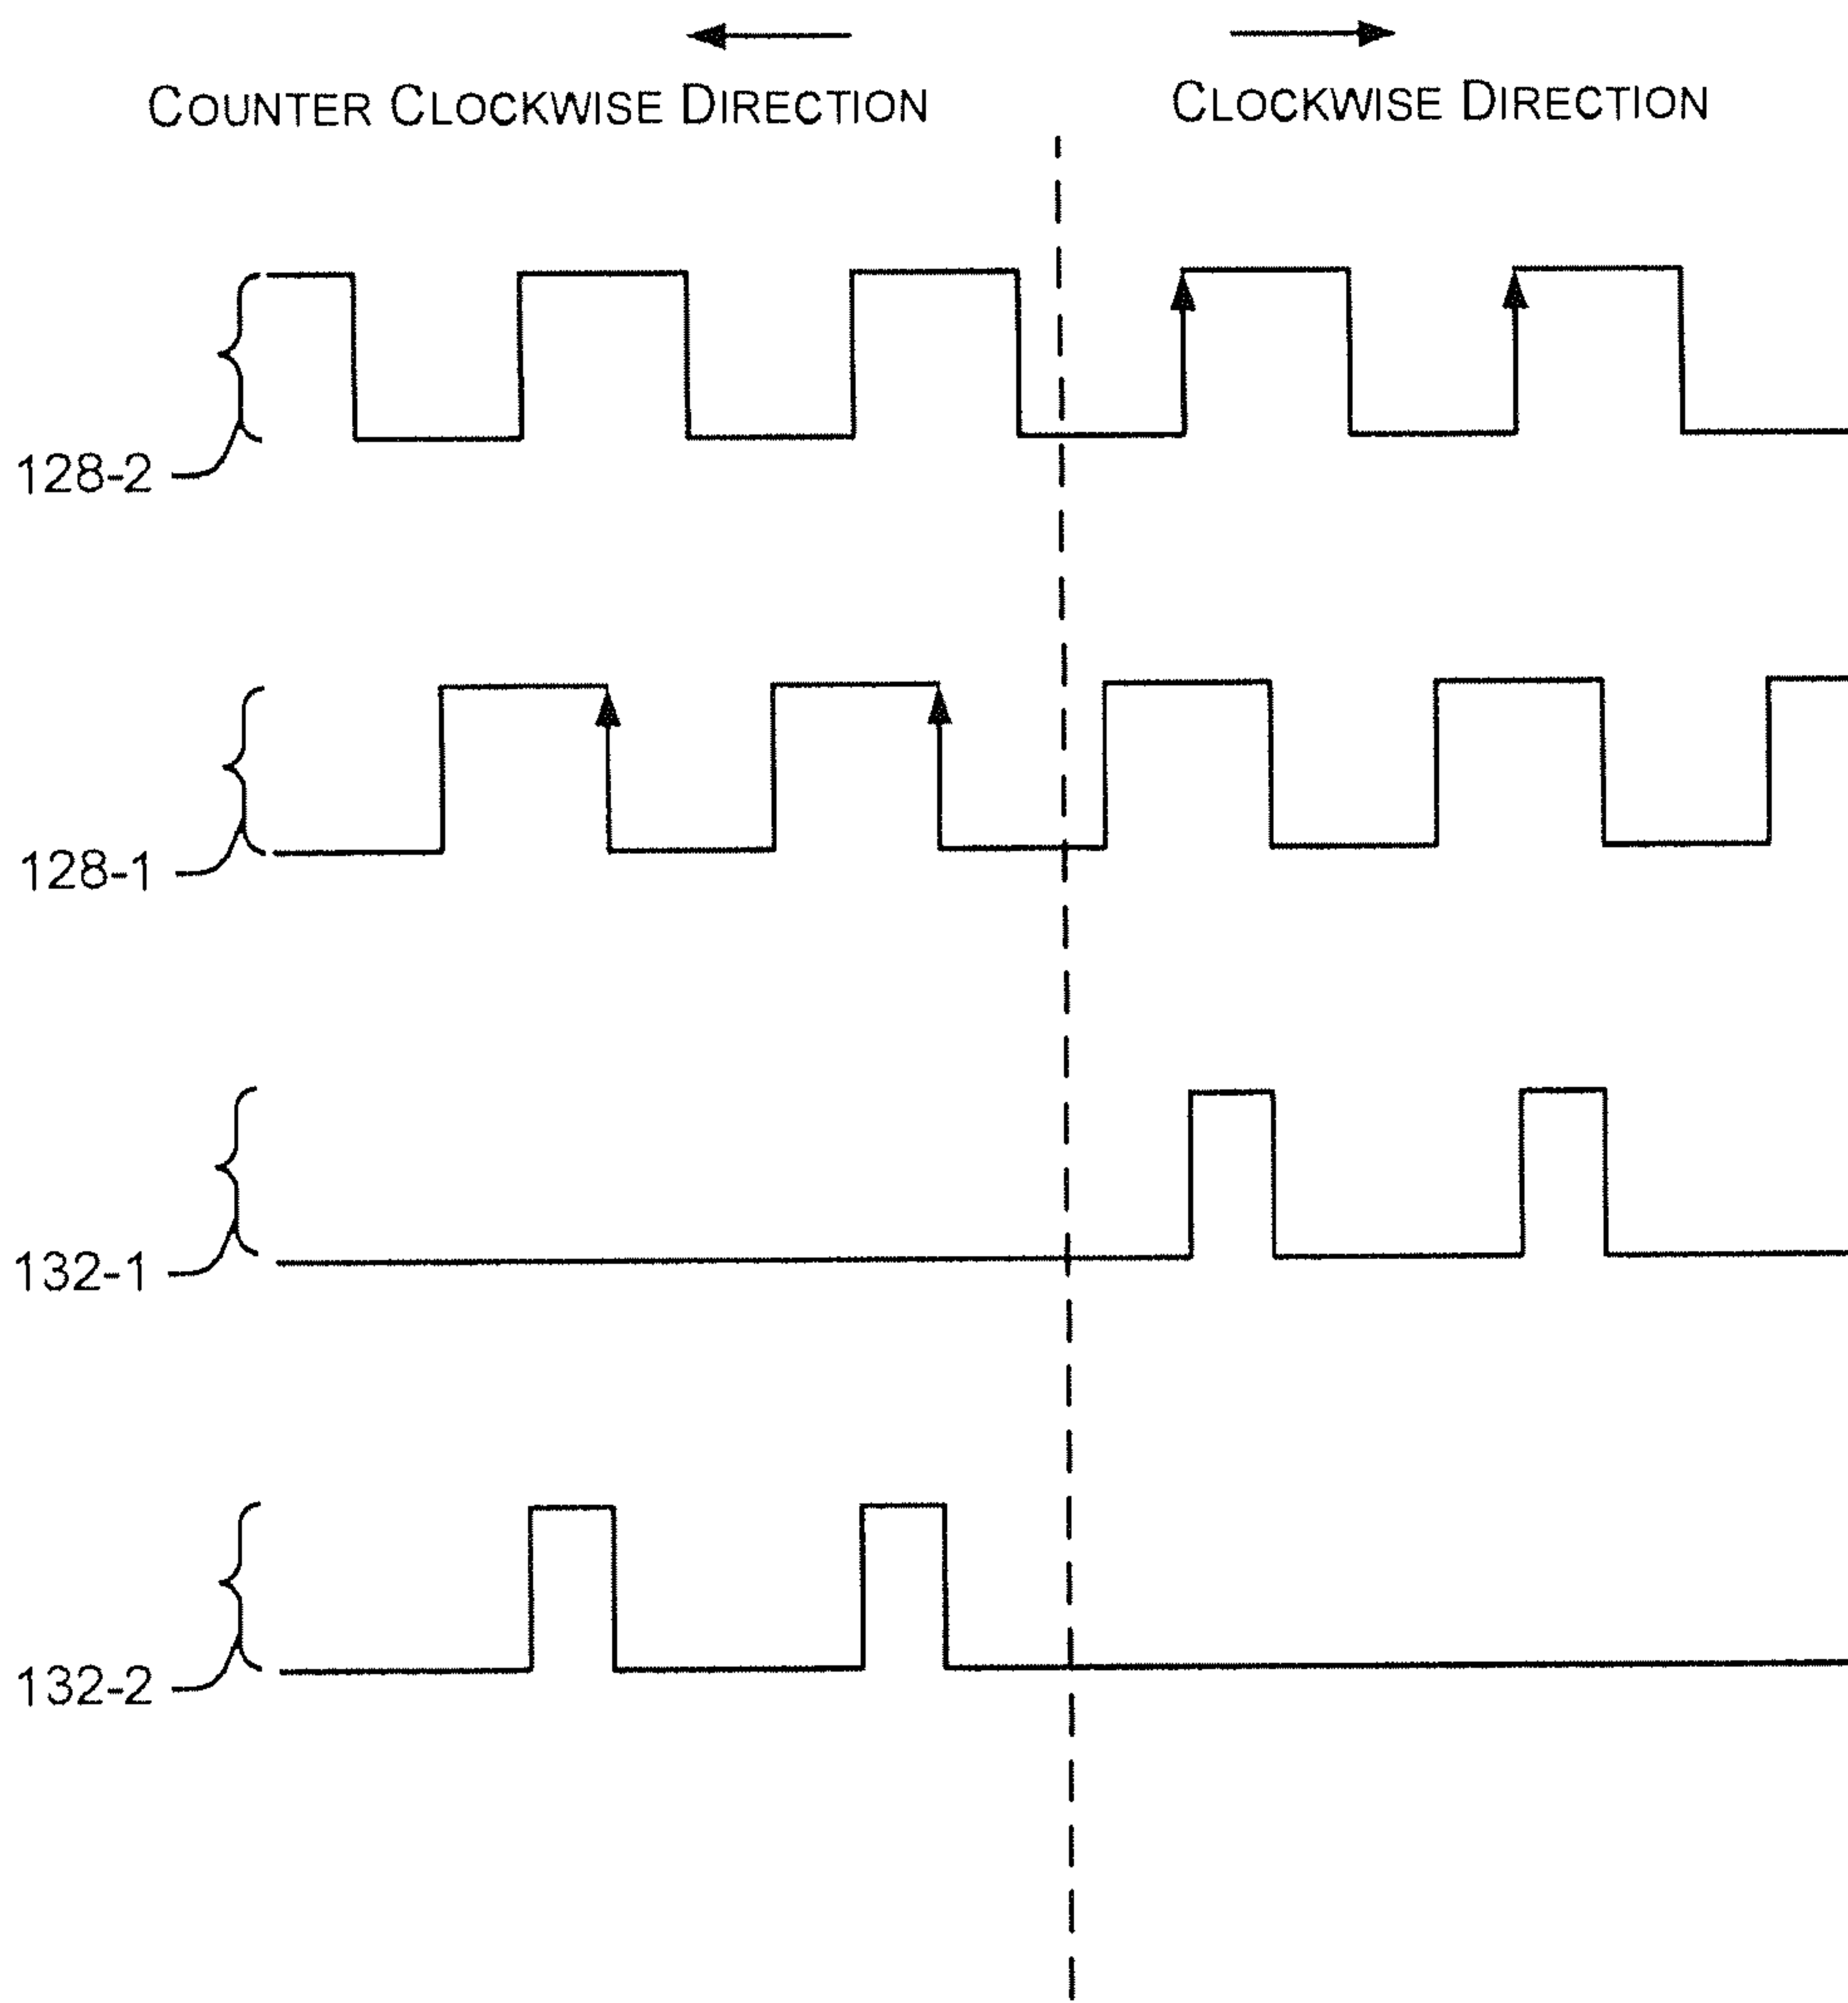 COUNTER CLOCKWISE DIRECTION
CLOCKWISE DIRECTION
128-2
128-1
132-1
132-2